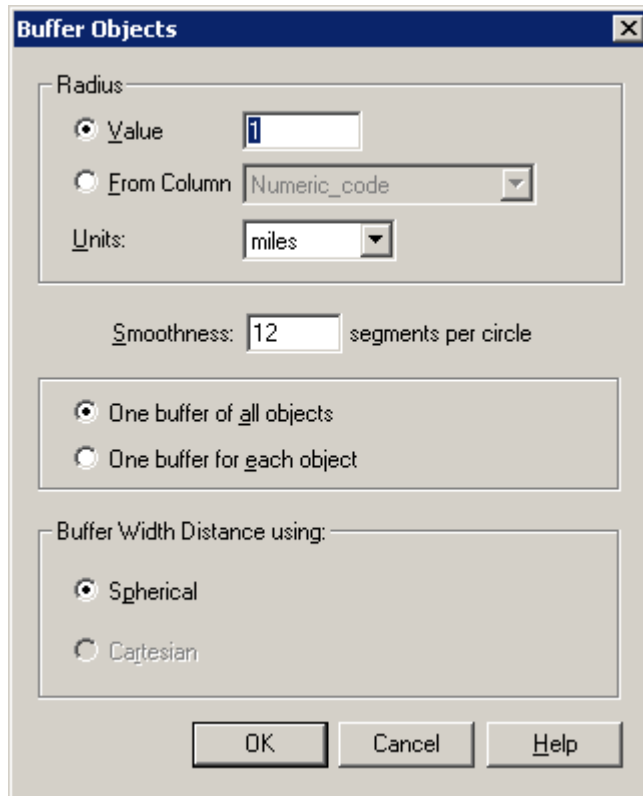 Buffer Objects
Radius
Value 1
From Column Numeric_code
Units: miles
Smoothness: 12 segments per circle
One buffer of all objects
One buffer for each object
Buffer Width Distance using:
Spherical
Cartesian
OK Cancel Help